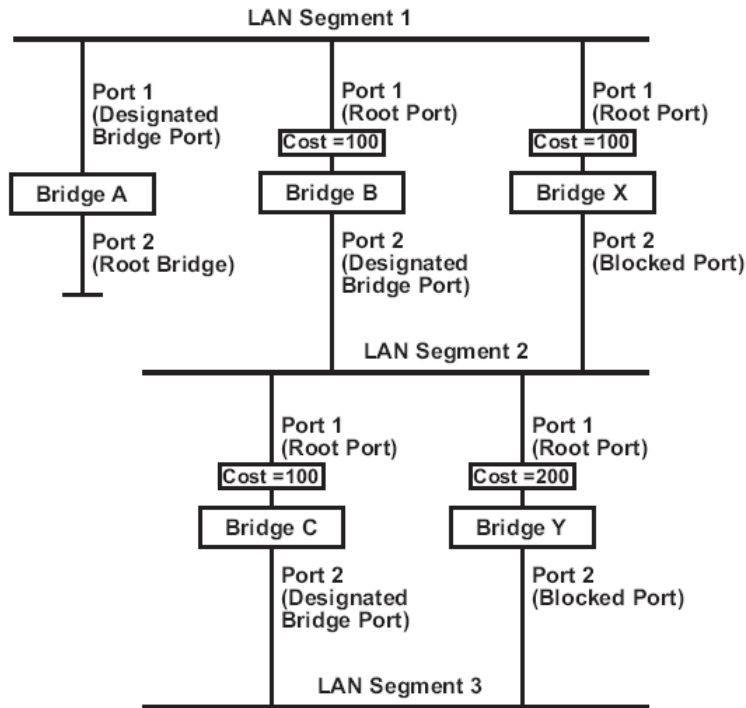 LAN Segment 1
Port 1
(Designated
Bridge Port)
Port 1
(Root Port)
Port 1
(Root Port)
Cost =100
Cost =100
Bridge A
Bridge B
Bridge X
Port 2
(Root Bridge)
Port 2
(Designated
Bridge Port)
Port 2
(Blocked Port)
LAN Segment 2
Port 1
(Root Port)
Port 1
(Root Port)
Cost =100
Cost =200
Bridge C
Bridge Y
Port 2
(Designated
Bridge Port)
Port 2
(Blocked Port)
LAN Segment 3